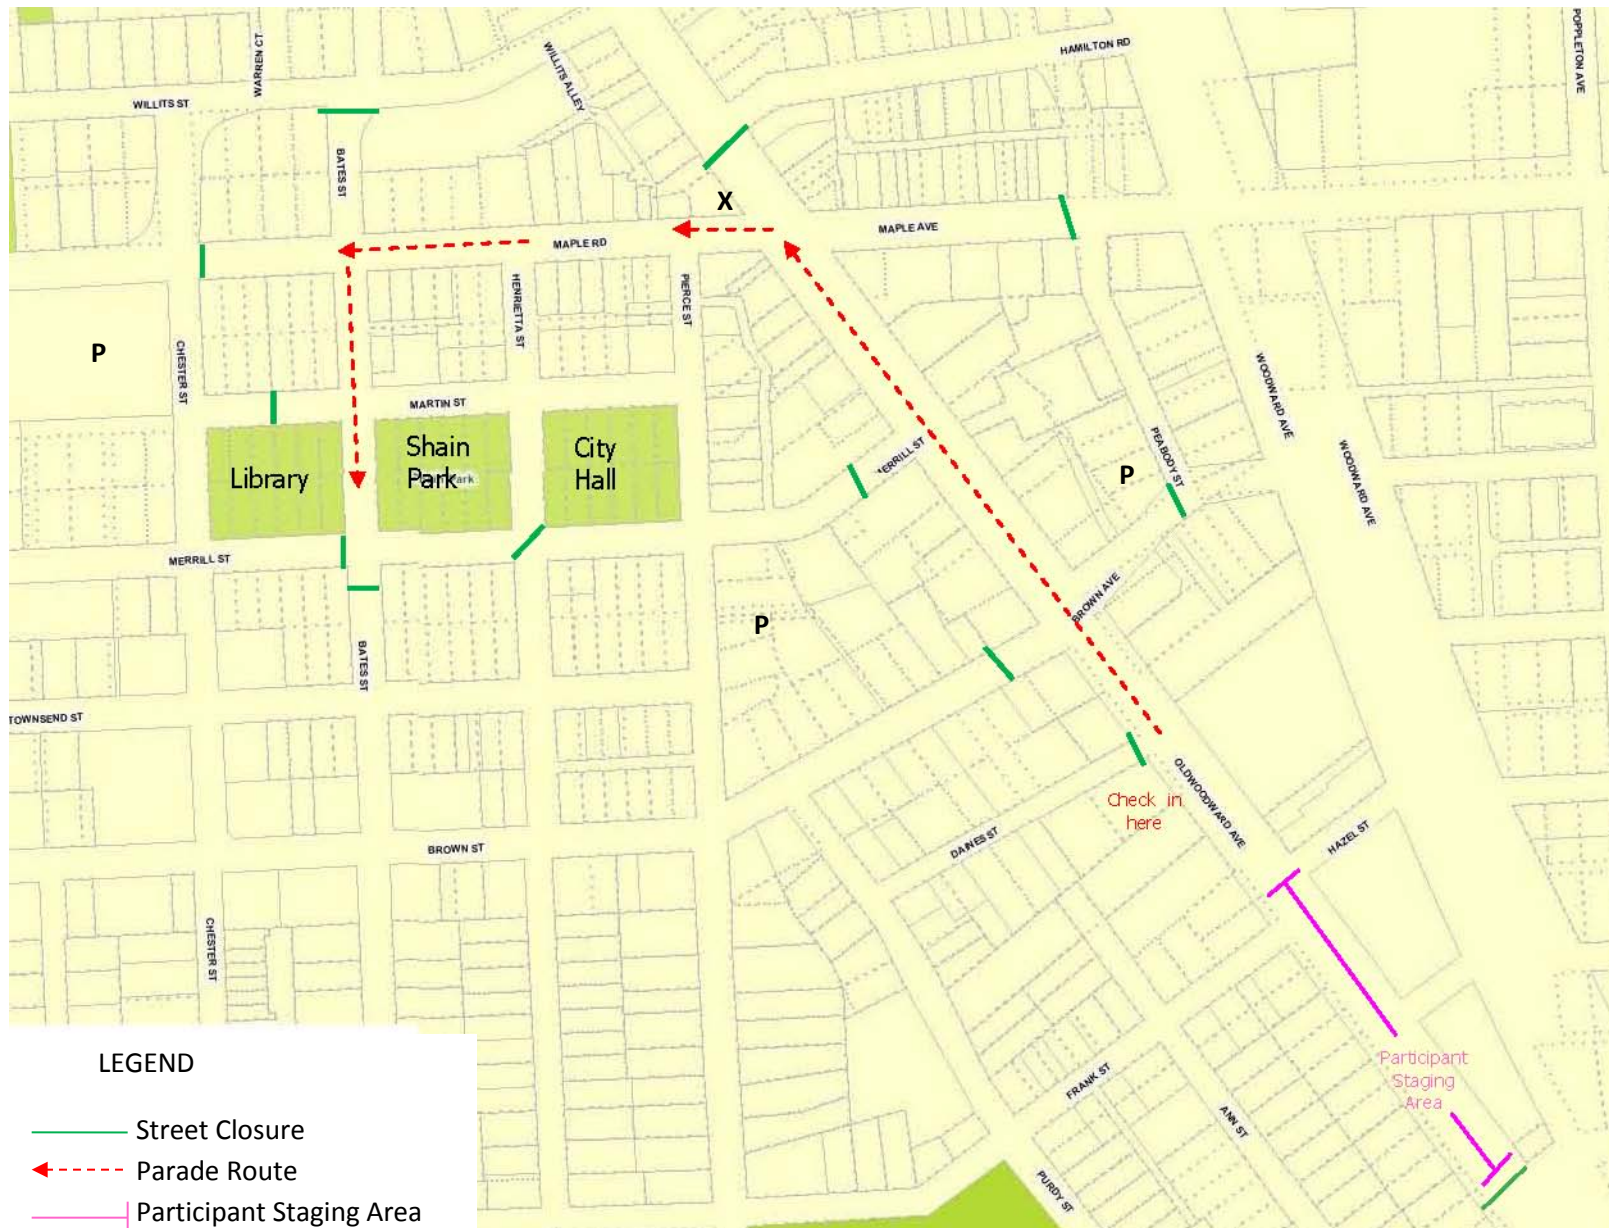 HAMILTON RD
POPPLETON AVE
WARREN CT
WILLITS ALLEY
WILLITS ST
BATES ST
X
MAPLE AVE
MAPLE RD
HENRIETTA ST
PIERCE ST
P
CHESTER ST
WOODWARD AVE
MARTIN ST
Library
Shain
Park
City
Hall
MERRILL ST
PEABODY ST
P
WOODWARD AVE
MERRILL ST
BROWN AVE
P
BATES ST
TOWNSEND ST
OLDWOODWARD AVE
Check in
here
HAZEL ST
DAINES ST
BROWN ST
CHESTER ST
Participant
Staging
Area
FRANK ST
ANN ST
PURDY ST
LEGEND
Street Closure
Parade Route
Participant Staging Area